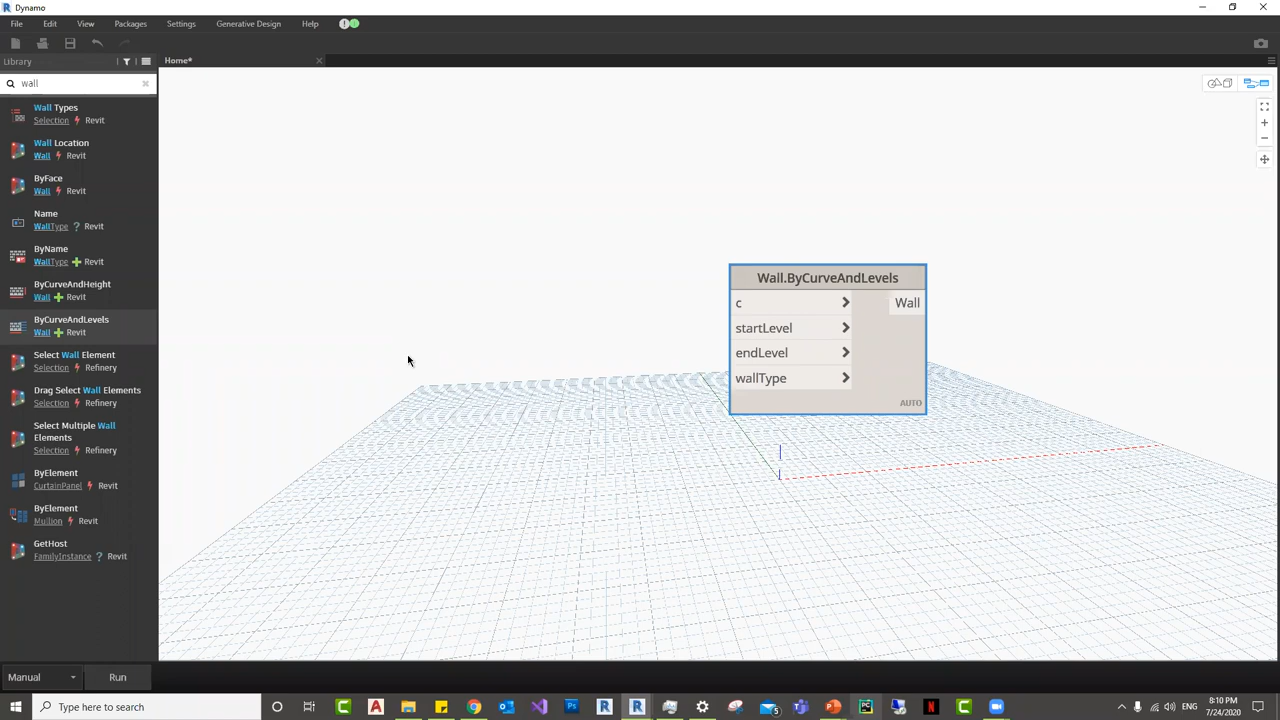 Dynamo
File Edit View Packages Settings Generative Design Help
Library
Home*
wall
Wall Types
Selection Revit
Wall Location
Wall Revit
ByFace
Wall Revit
Name
WallType ? Revit
ByName
WallType Revit
ByCurveAndHeight
Wall Revit
ByCurveAndLevels
Wall Revit
Select Wall Element
Selection Refinery
Drag Select Wall Elements
Selection Refinery
Select Multiple Wall
Elements
Selection Refinery
ByElement
CurtainPanel Revit
ByElement
Mullion Revit
GetHost
FamilyInstance ? Revit
Wall.ByCurveAndLevels
c > Wall
startLevel >
endLevel >
wallType >
AUTO
Manual Run
Type here to search
8:10 PM
7/24/2020